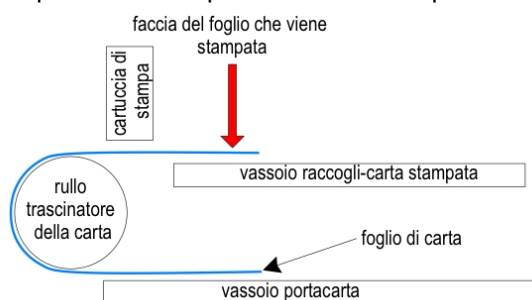 faccia del foglio che viene
stampata
cartuccia di
stampa
vassoio raccogli-carta stampata
rullo
trascinatore
della carta
foglio di carta
vassoio portacarta